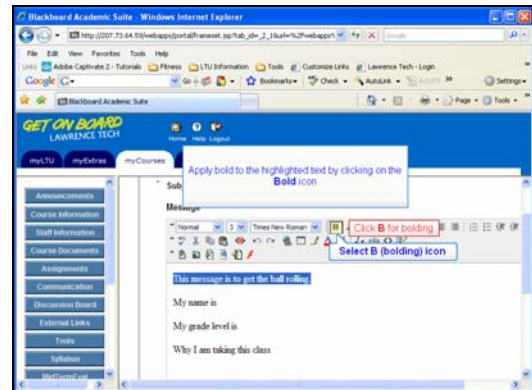 Blackboard Academic Suite - Windows Internet Explorer
File Edit View Favorites Tools Help
Links Adobe Captivate 2 - Tutorials Fitness LTU Information Tools Customize Links Lawrence Tech - Login
Google G Go Bookmarks Check AutoLink Settings
Blackboard Academic Suite Page Tools
GET ON BOARD
LAWRENCE TECH
Home Help Logout
myLTU myExtras myCourses
Apply bold to the highlighted text by clicking on the
Bold icon
Announcements
Course Information
Staff Information
Course Documents
Assignments
Communication
Discussion Board
External Links
Tools
Syllabus
MidTermEval
Message
Normal 3 Times New Roman
Click B for bolding
Select B (bolding) icon
This message is to get the ball rolling.
My name is
My grade level is
Why I am taking this class